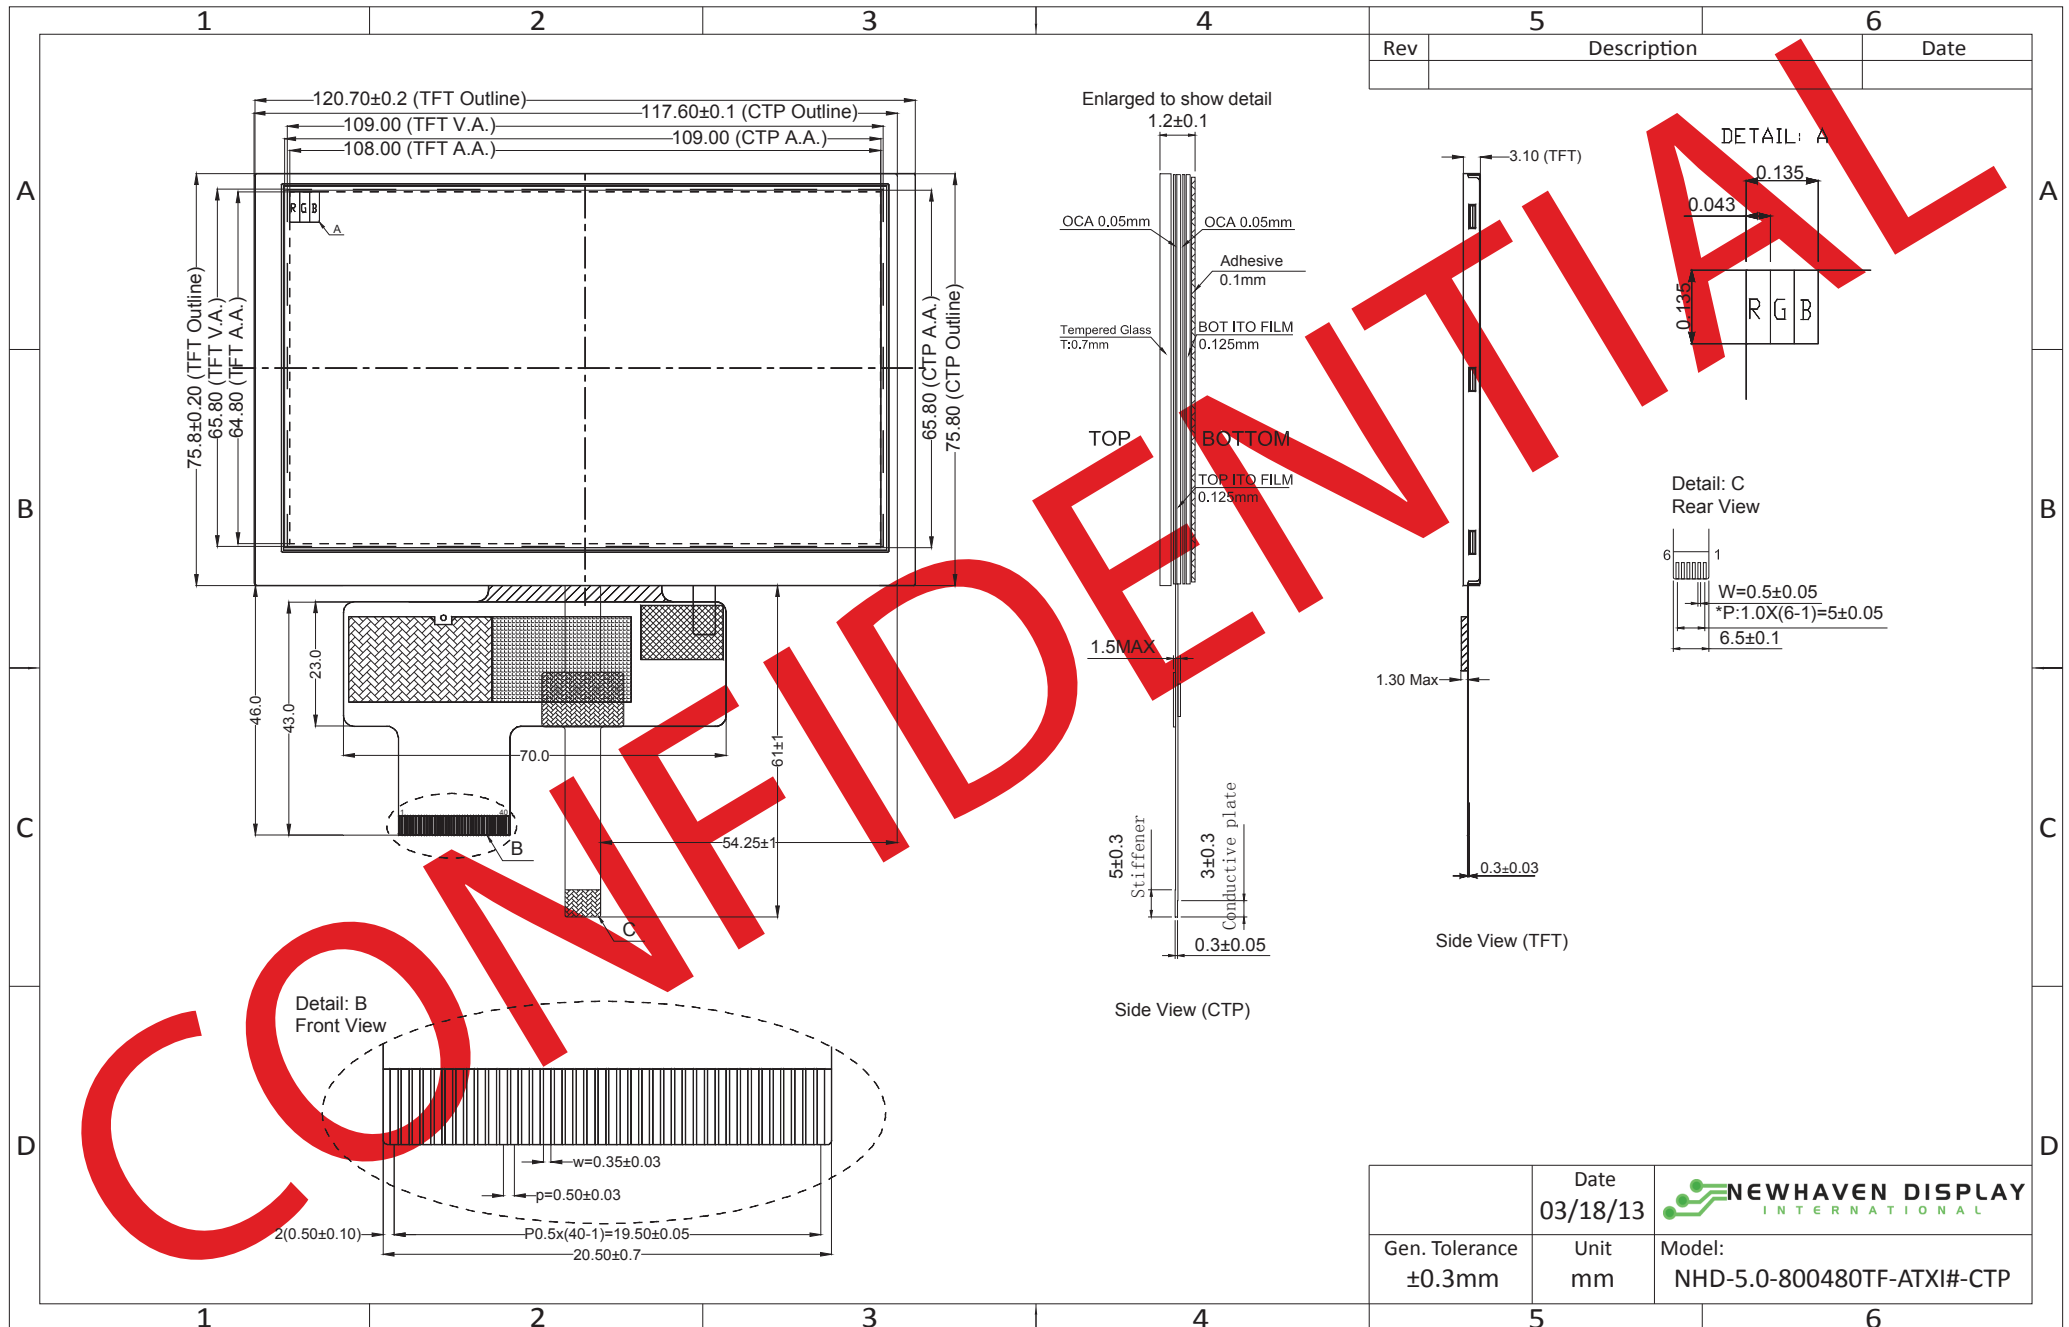 1 2 3 4 5 6
Rev Description Date
120.70±0.2 (TFT Outline)
117.60±0.1 (CTP Outline)
109.00 (TFT V.A.)
109.00 (CTP A.A.)
108.00 (TFT A.A.)
A
B
C
D
75.8±0.20 (TFT Outline)
65.80 (TFT V.A.)
64.80 (TFT A.A.)
R G B
A
65.80 (CTP A.A.)
75.80 (CTP Outline)
46.0
43.0
23.0
70.0
61±1
54.25±1
1 40
B
C
Enlarged to show detail
1.2±0.1
OCA 0.05mm
OCA 0.05mm
Adhesive
0.1mm
Tempered Glass
T:0.7mm
BOT ITO FILM
0.125mm
TOP
BOTTOM
TOP ITO FILM
0.125mm
1.5MAX
5±0.3
Stiffener
3±0.3
Conductive plate
0.3±0.05
Side View (CTP)
3.10 (TFT)
1.30 Max
0.3±0.03
Side View (TFT)
DETAIL: A
0.135
0.043
0.135
R G B
Detail: C
Rear View
6 1
W=0.5±0.05
*P:1.0X(6-1)=5±0.05
6.5±0.1
Detail: B
Front View
w=0.35±0.03
p=0.50±0.03
2(0.50±0.10)
P0.5x(40-1)=19.50±0.05
20.50±0.7
CONFIDENTIAL
A
B
C
D
Date
03/18/13
NEWHAVEN DISPLAY
INTERNATIONAL
Gen. Tolerance
±0.3mm
Unit
mm
Model:
NHD-5.0-800480TF-ATXI#-CTP
1 2 3 4 5 6